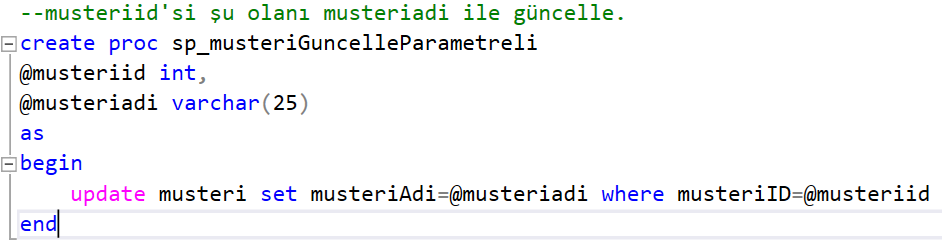 --musteriid'si şu olanı musteriadi ile güncelle.
create proc sp_musteriGuncelleParametreli
@musteriid int,
@musteriadi varchar(25)
as
begin
    update musteri set musteriAdi=@musteriadi where musteriID=@musteriid
end